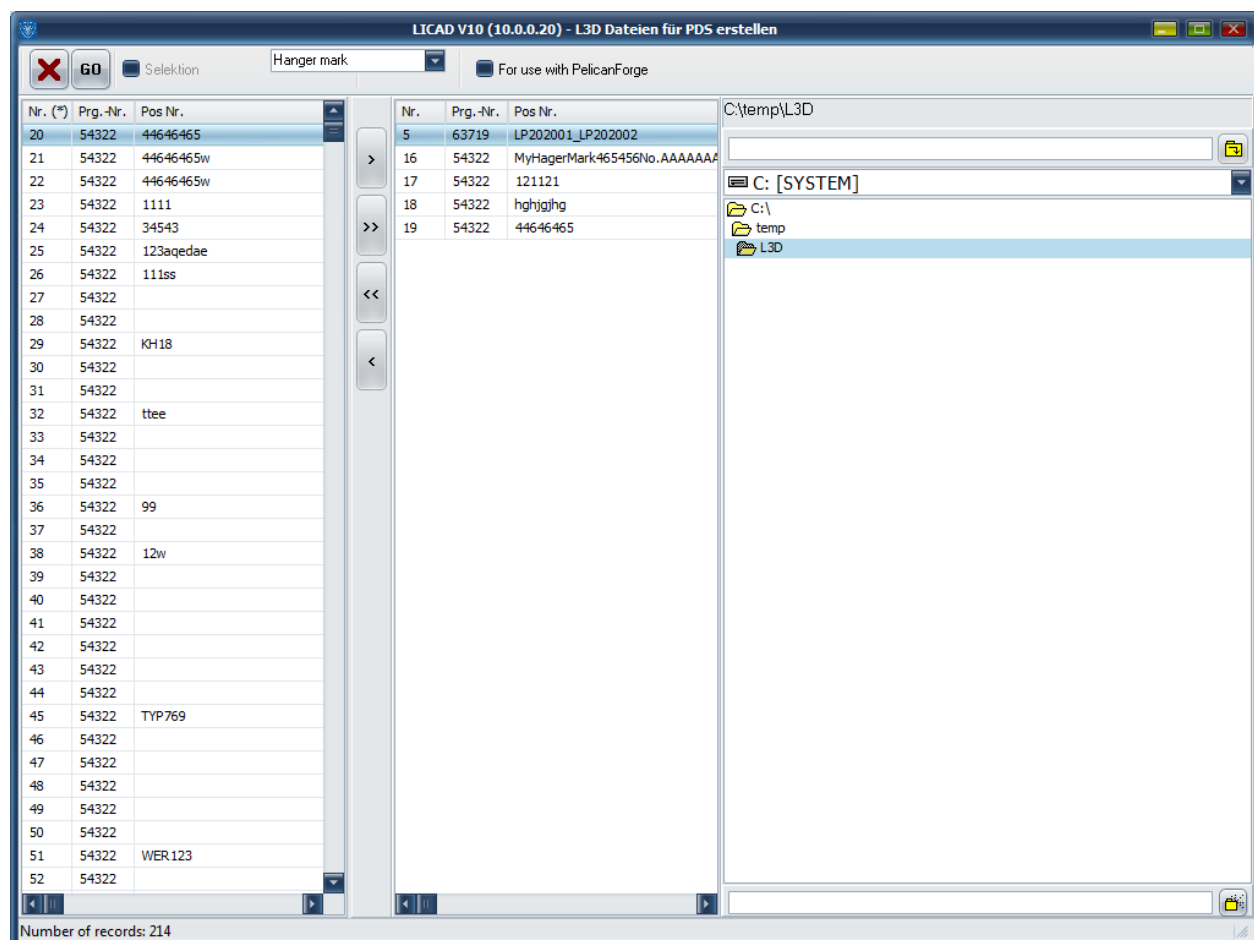 LICAD V10 (10.0.0.20) - L3D Dateien für PDS erstellen
GO Selektion Hanger mark For use with PelicanForge
Nr. (*) Prg.-Nr. Pos Nr.
20 54322 44646465
21 54322 44646465w
22 54322 44646465w
23 54322 1111
24 54322 34543
25 54322 123aqedae
26 54322 111ss
27 54322
28 54322
29 54322 KH18
30 54322
31 54322
32 54322 ttee
33 54322
34 54322
35 54322
36 54322 99
37 54322
38 54322 12w
39 54322
40 54322
41 54322
42 54322
43 54322
44 54322
45 54322 TYP769
46 54322
47 54322
48 54322
49 54322
50 54322
51 54322 WER123
52 54322
>
>>
<<
<
Nr. Prg.-Nr. Pos Nr.
5 63719 LP202001_LP202002
16 54322 MyHagerMark465456No.AAAAAAA
17 54322 121121
18 54322 hghjgjhg
19 54322 44646465
C:\temp\L3D
C: [SYSTEM]
C:\
temp
L3D
Number of records: 214